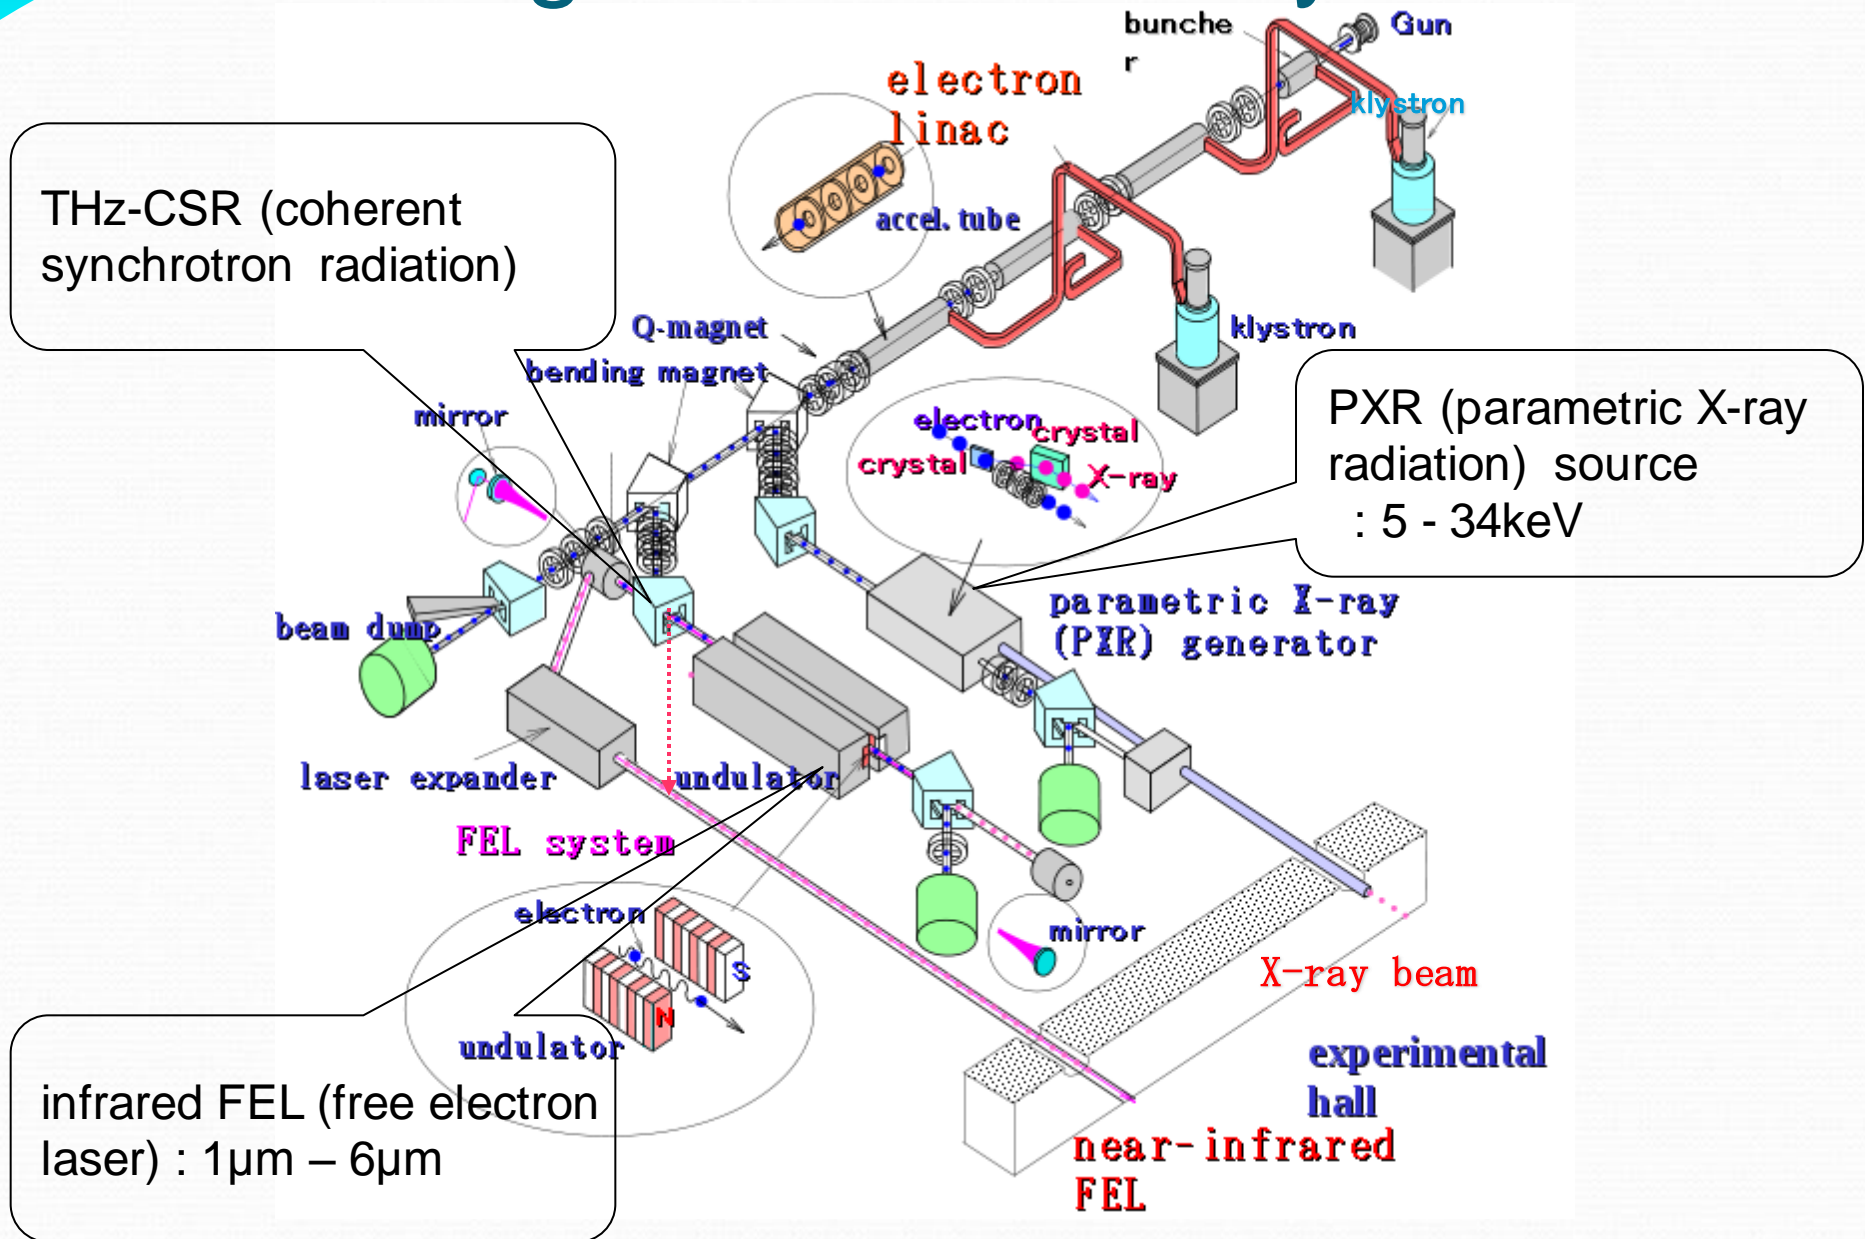 bunche
r
Gun
electron
linac
klystron
THz-CSR (coherent
synchrotron radiation)
accel. tube
Q-magnet
klystron
bending magnet
mirror
electron
crystal
crystal
X-ray
PXR (parametric X-ray
radiation) source
: 5 - 34keV
parametric X-ray
(PXR) generator
beam dump
laser expander
undulator
FEL system
electron
S
N
undulator
mirror
X-ray beam
experimental
hall
infrared FEL (free electron
laser) : 1μm – 6μm
near-infrared
FEL